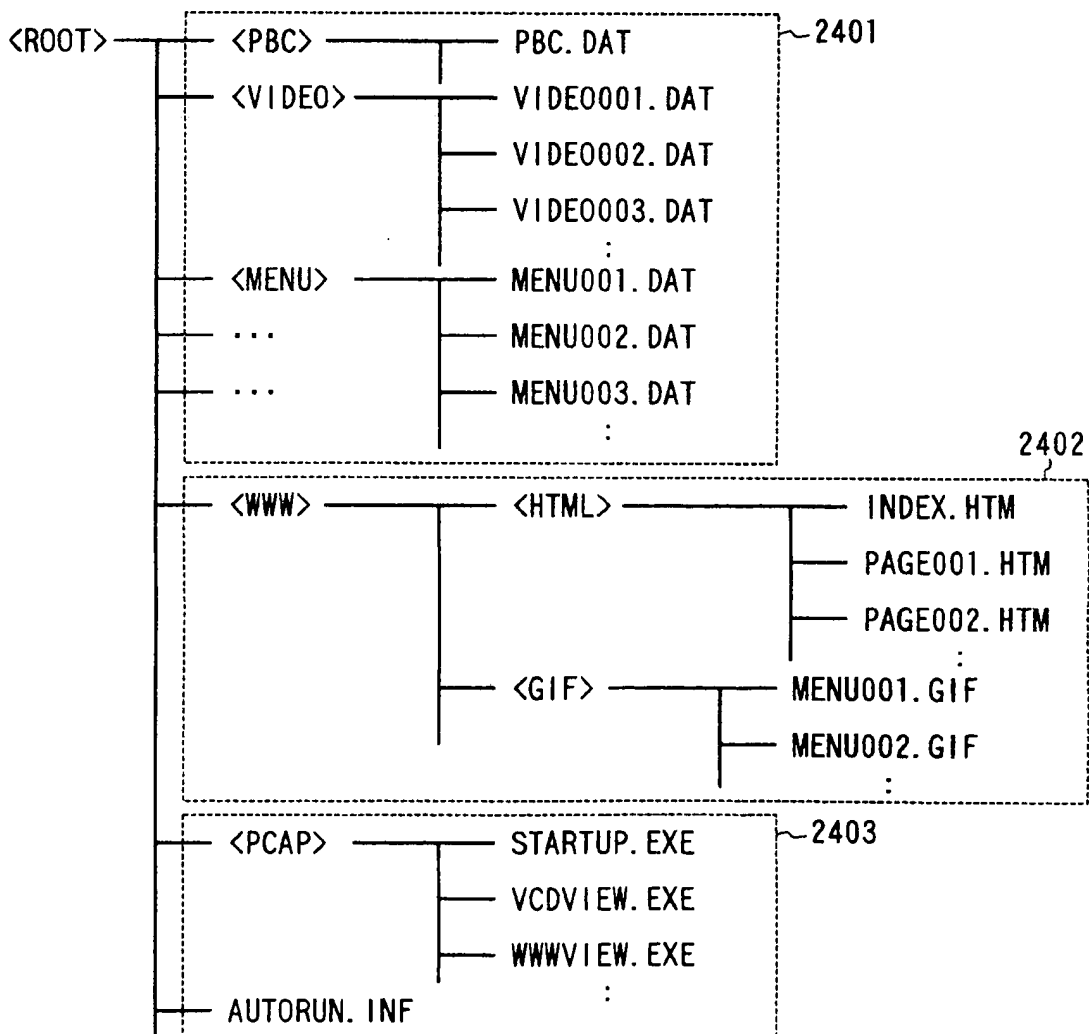 <ROOT> <PBC> PBC.DAT 2401
<VIDEO> VIDEO001.DAT
VIDEO002.DAT
VIDEO003.DAT
:
<MENU> MENU001.DAT
... MENU002.DAT
... MENU003.DAT
:
2402
<WWW> <HTML> INDEX.HTM
PAGE001.HTM
PAGE002.HTM
:
<GIF> MENU001.GIF
MENU002.GIF
:
<PCAP> STARTUP.EXE 2403
VCDVIEW.EXE
WWWVIEW.EXE
:
AUTORUN.INF